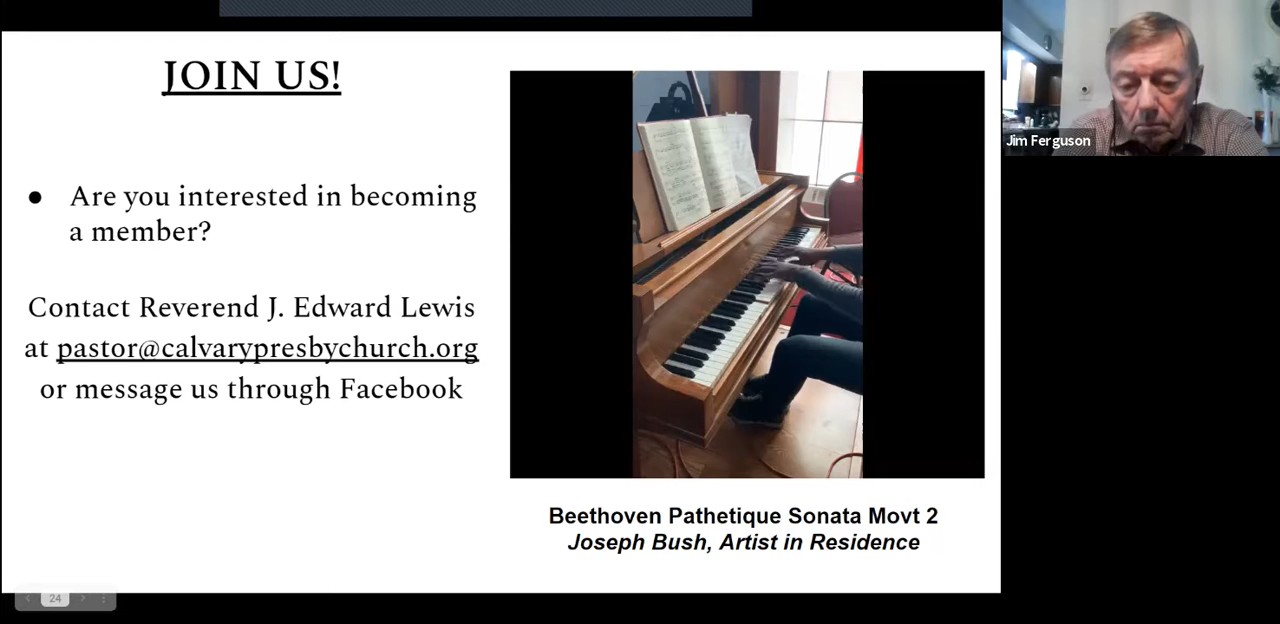 JOIN US!
● Are you interested in becoming
a member?
Contact Reverend J. Edward Lewis
at pastor@calvarypresbychurch.org
or message us through Facebook
Beethoven Pathetique Sonata Movt 2
Joseph Bush, Artist in Residence
24
Jim Ferguson